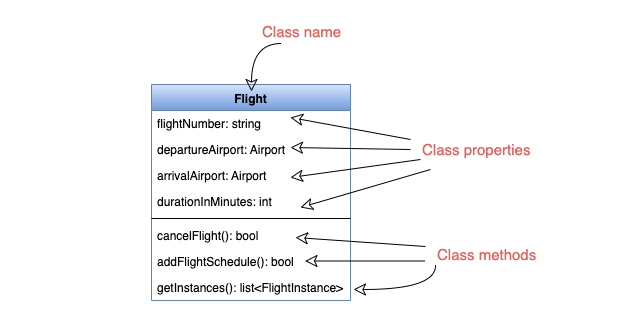 Class name
Flight
flightNumber: string
departureAirport: Airport
arrivalAirport: Airport
durationInMinutes: int
Class properties
cancelFlight(): bool
addFlightSchedule(): bool
getInstances(): list<FlightInstance>
Class methods